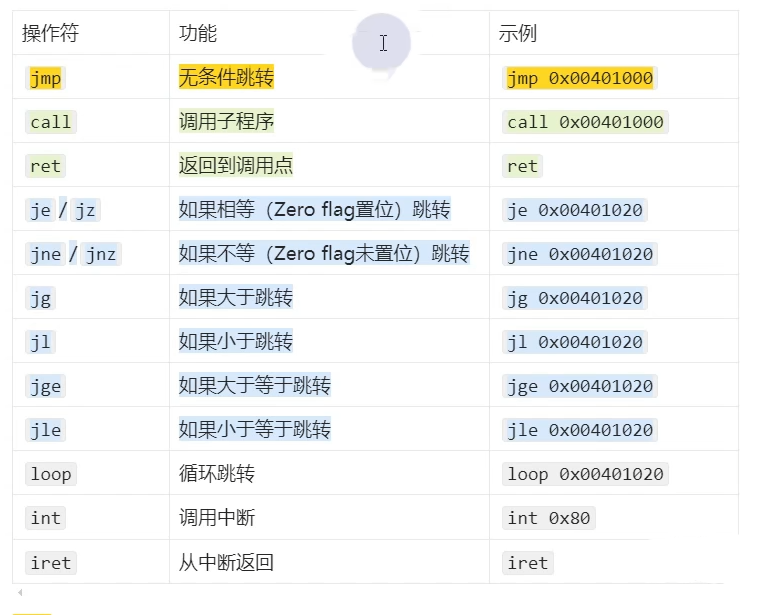 操作符 功能 示例
jmp 无条件跳转 jmp 0x00401000
call 调用子程序 call 0x00401000
ret 返回到调用点 ret
je / jz 如果相等（Zero flag置位）跳转 je 0x00401020
jne / jnz 如果不等（Zero flag未置位）跳转 jne 0x00401020
jg 如果大于跳转 jg 0x00401020
jl 如果小于跳转 jl 0x00401020
jge 如果大于等于跳转 jge 0x00401020
jle 如果小于等于跳转 jle 0x00401020
loop 循环跳转 loop 0x00401020
int 调用中断 int 0x80
iret 从中断返回 iret